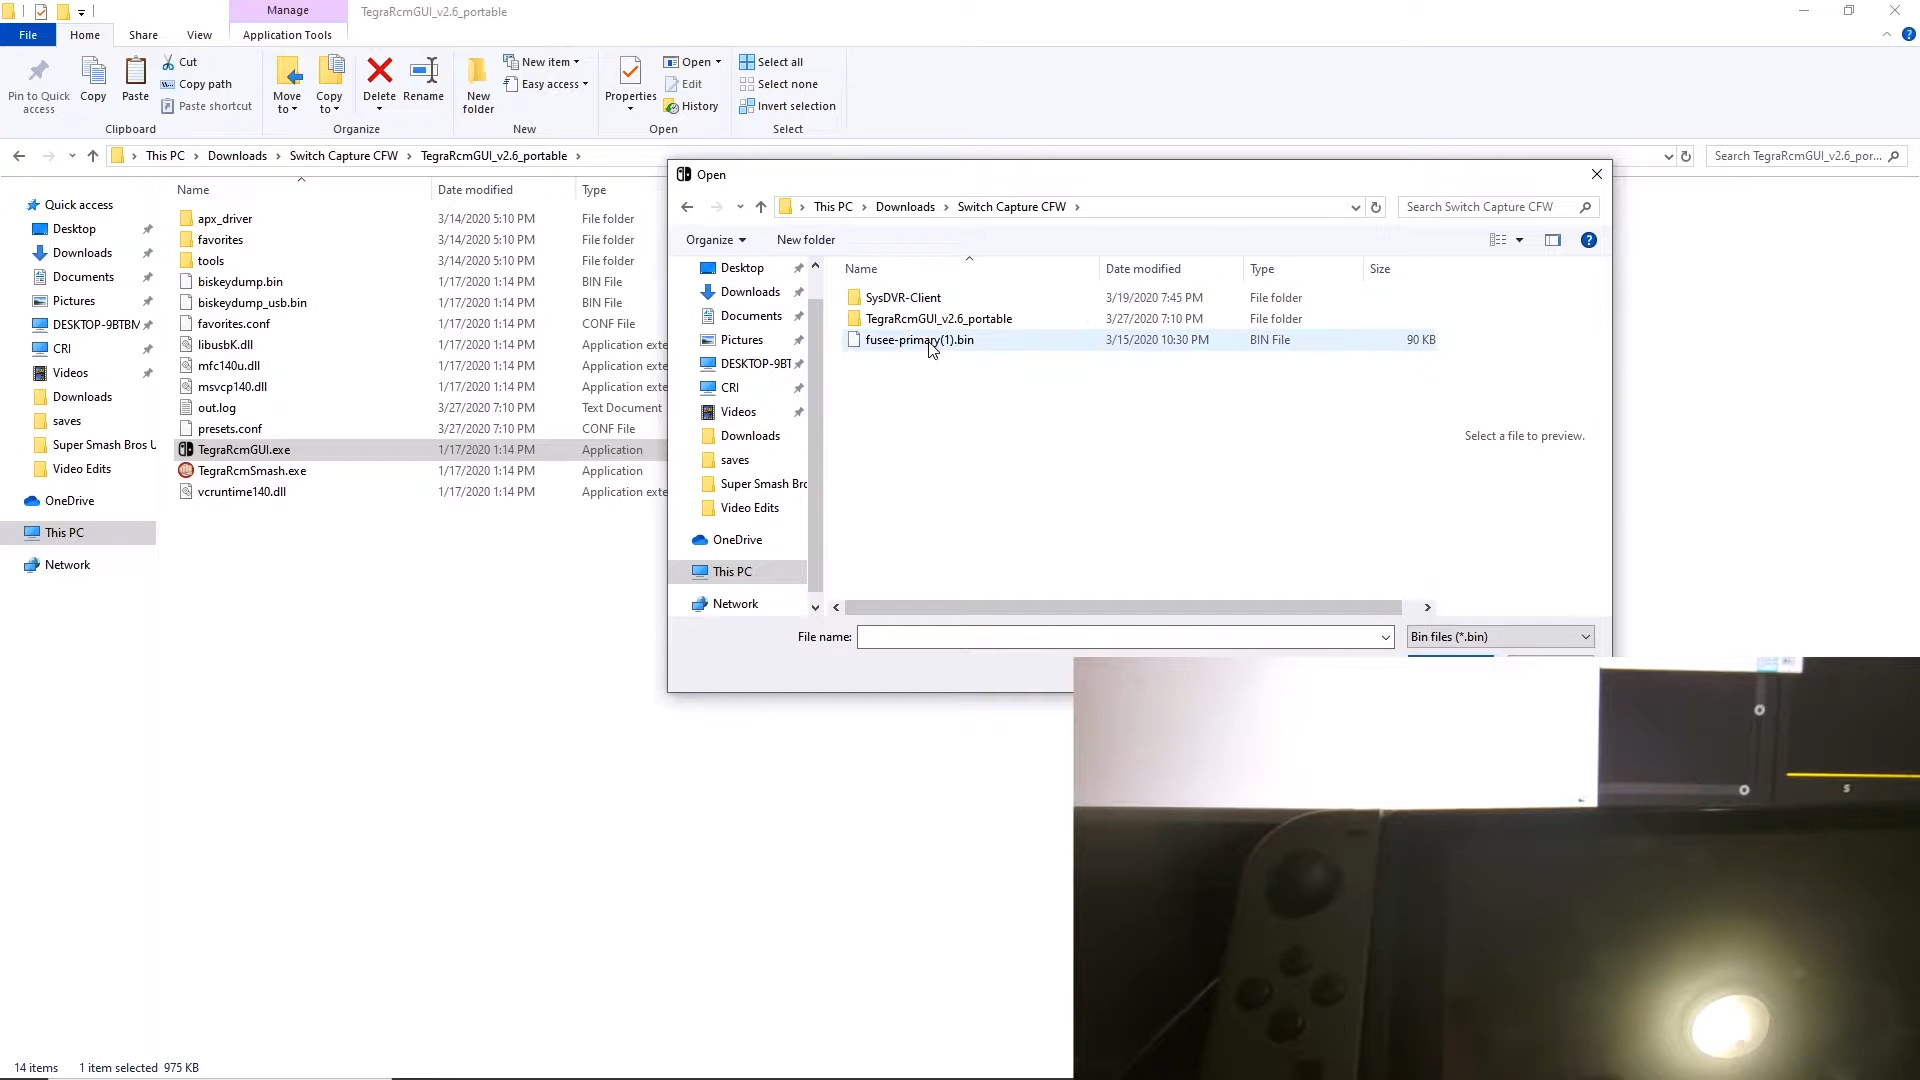 Manage
TegraRcmGUI_v2.6_portable
File
Home
Share
View
Application Tools
Pin to Quick
access
Copy
Paste
Cut
Copy path
Paste shortcut
Move
to
Copy
to
Delete
Rename
New
folder
New item
Easy access
Properties
Open
Edit
History
Select all
Select none
Invert selection
Clipboard
Organize
New
Open
Select
This PC
Downloads
Switch Capture CFW
TegraRcmGUI_v2.6_portable
Search TegraRcmGUI_v2.6_por...
Quick access
Desktop
Downloads
Documents
Pictures
DESKTOP-9BTBM
CRI
Videos
Downloads
saves
Super Smash Bros U
Video Edits
OneDrive
This PC
Network
Name Date modified Type
apx_driver 3/14/2020 5:10 PM File folder
favorites 3/14/2020 5:10 PM File folder
tools 3/14/2020 5:10 PM File folder
biskeydump.bin 1/17/2020 1:14 PM BIN File
biskeydump_usb.bin 1/17/2020 1:14 PM BIN File
favorites.conf 1/17/2020 1:14 PM CONF File
libusbK.dll 1/17/2020 1:14 PM Application exte
mfc140u.dll 1/17/2020 1:14 PM Application exte
msvcp140.dll 1/17/2020 1:14 PM Application exte
out.log 3/27/2020 7:10 PM Text Document
presets.conf 3/27/2020 7:10 PM CONF File
TegraRcmGUI.exe 1/17/2020 1:14 PM Application
TegraRcmSmash.exe 1/17/2020 1:14 PM Application
vcruntime140.dll 1/17/2020 1:14 PM Application exte
Open
This PC
Downloads
Switch Capture CFW
Search Switch Capture CFW
Organize
New folder
Desktop
Downloads
Documents
Pictures
DESKTOP-9BT
CRI
Videos
Downloads
saves
Super Smash Bro
Video Edits
OneDrive
This PC
Network
Name Date modified Type Size
SysDVR-Client 3/19/2020 7:45 PM File folder
TegraRcmGUI_v2.6_portable 3/27/2020 7:10 PM File folder
fusee-primary(1).bin 3/15/2020 10:30 PM BIN File 90 KB
Select a file to preview.
File name:
Bin files (*.bin)
S
14 items
1 item selected 975 KB